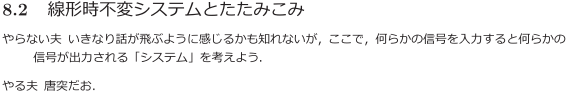 8.2 線形時不変システムとたたみこみ
やらない夫 いきなり話が飛ぶように感じるかも知れないが，ここで，何らかの信号を入力すると何らかの
信号が出力される「システム」を考えよう．
やる夫 唐突だお．